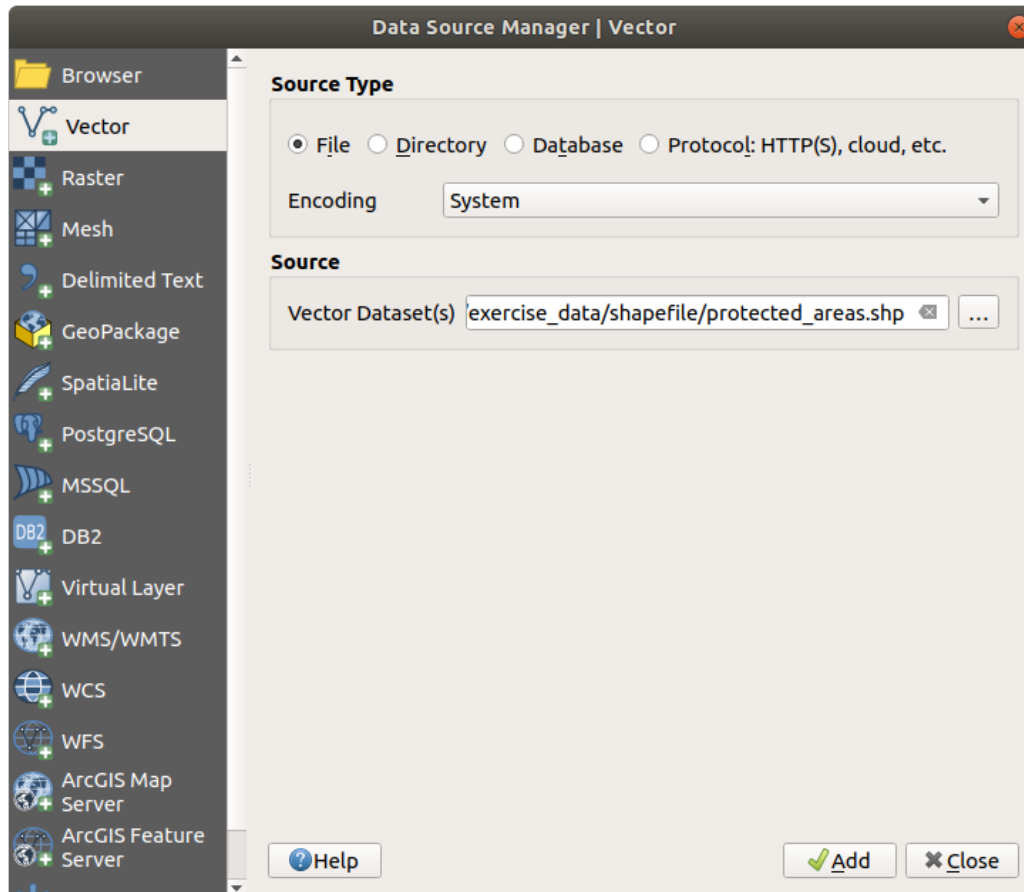 Data Source Manager | Vector
Browser
Vector
Raster
Mesh
Delimited Text
GeoPackage
SpatiaLite
PostgreSQL
MSSQL
DB2
DB2
Virtual Layer
WMS/WMTS
WCS
WFS
ArcGIS Map
Server
ArcGIS Feature
Server
Source Type
File Directory Database Protocol: HTTP(S), cloud, etc.
Encoding System
Source
Vector Dataset(s) /exercise_data/shapefile/protected_areas.shp ...
Help Add Close